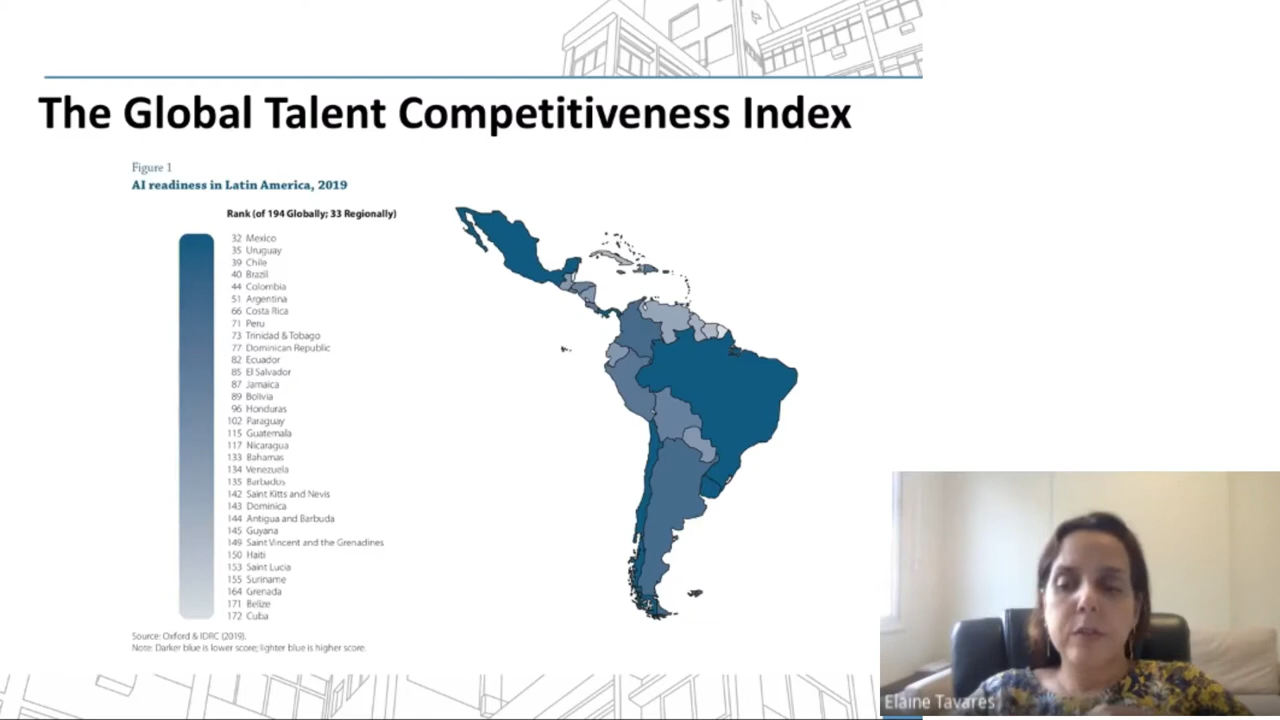 The Global Talent Competitiveness Index
Figure 1
AI readiness in Latin America, 2019
Rank (of 194 Globally; 33 Regionally)
32 Mexico
35 Uruguay
39 Chile
40 Brazil
44 Colombia
51 Argentina
66 Costa Rica
71 Peru
73 Trinidad & Tobago
77 Dominican Republic
82 Ecuador
85 El Salvador
87 Jamaica
89 Bolivia
96 Honduras
102 Paraguay
115 Guatemala
117 Nicaragua
133 Bahamas
134 Venezuela
135 Barbados
142 Saint Kitts and Nevis
143 Dominica
144 Antigua and Barbuda
145 Guyana
149 Saint Vincent and the Grenadines
150 Haiti
153 Saint Lucia
155 Suriname
164 Grenada
171 Belize
172 Cuba
Source: Oxford & IDRC (2019).
Note: Darker blue is lower score; lighter blue is higher score.
Elaine Tavares